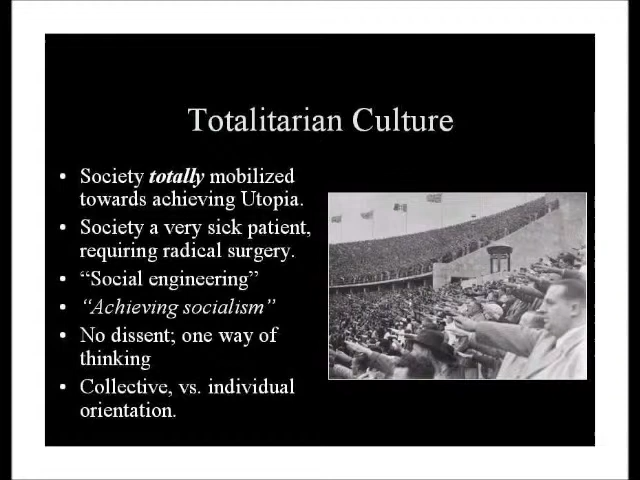 Totalitarian Culture
• Society totally mobilized
towards achieving Utopia.
• Society a very sick patient,
requiring radical surgery.
• “Social engineering”
• “Achieving socialism”
• No dissent; one way of
thinking
• Collective, vs. individual
orientation.